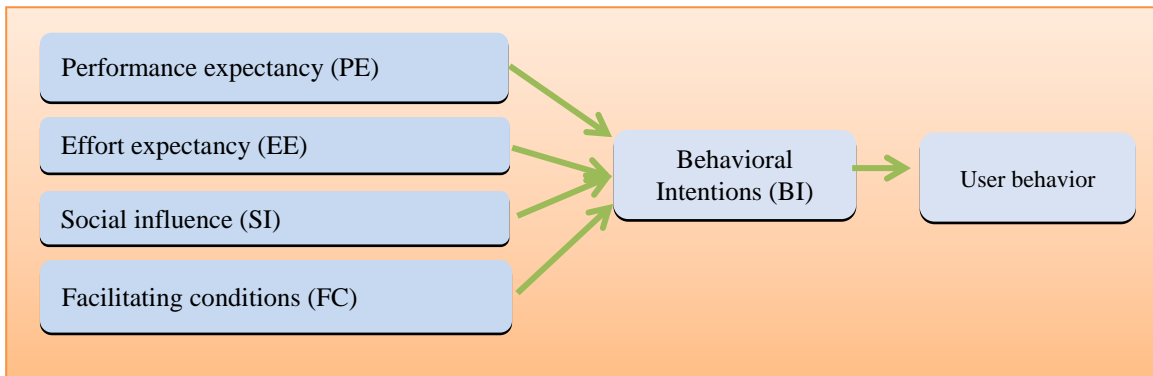 Performance expectancy (PE)
Effort expectancy (EE)
Social influence (SI)
Facilitating conditions (FC)
Behavioral
Intentions (BI)
User behavior